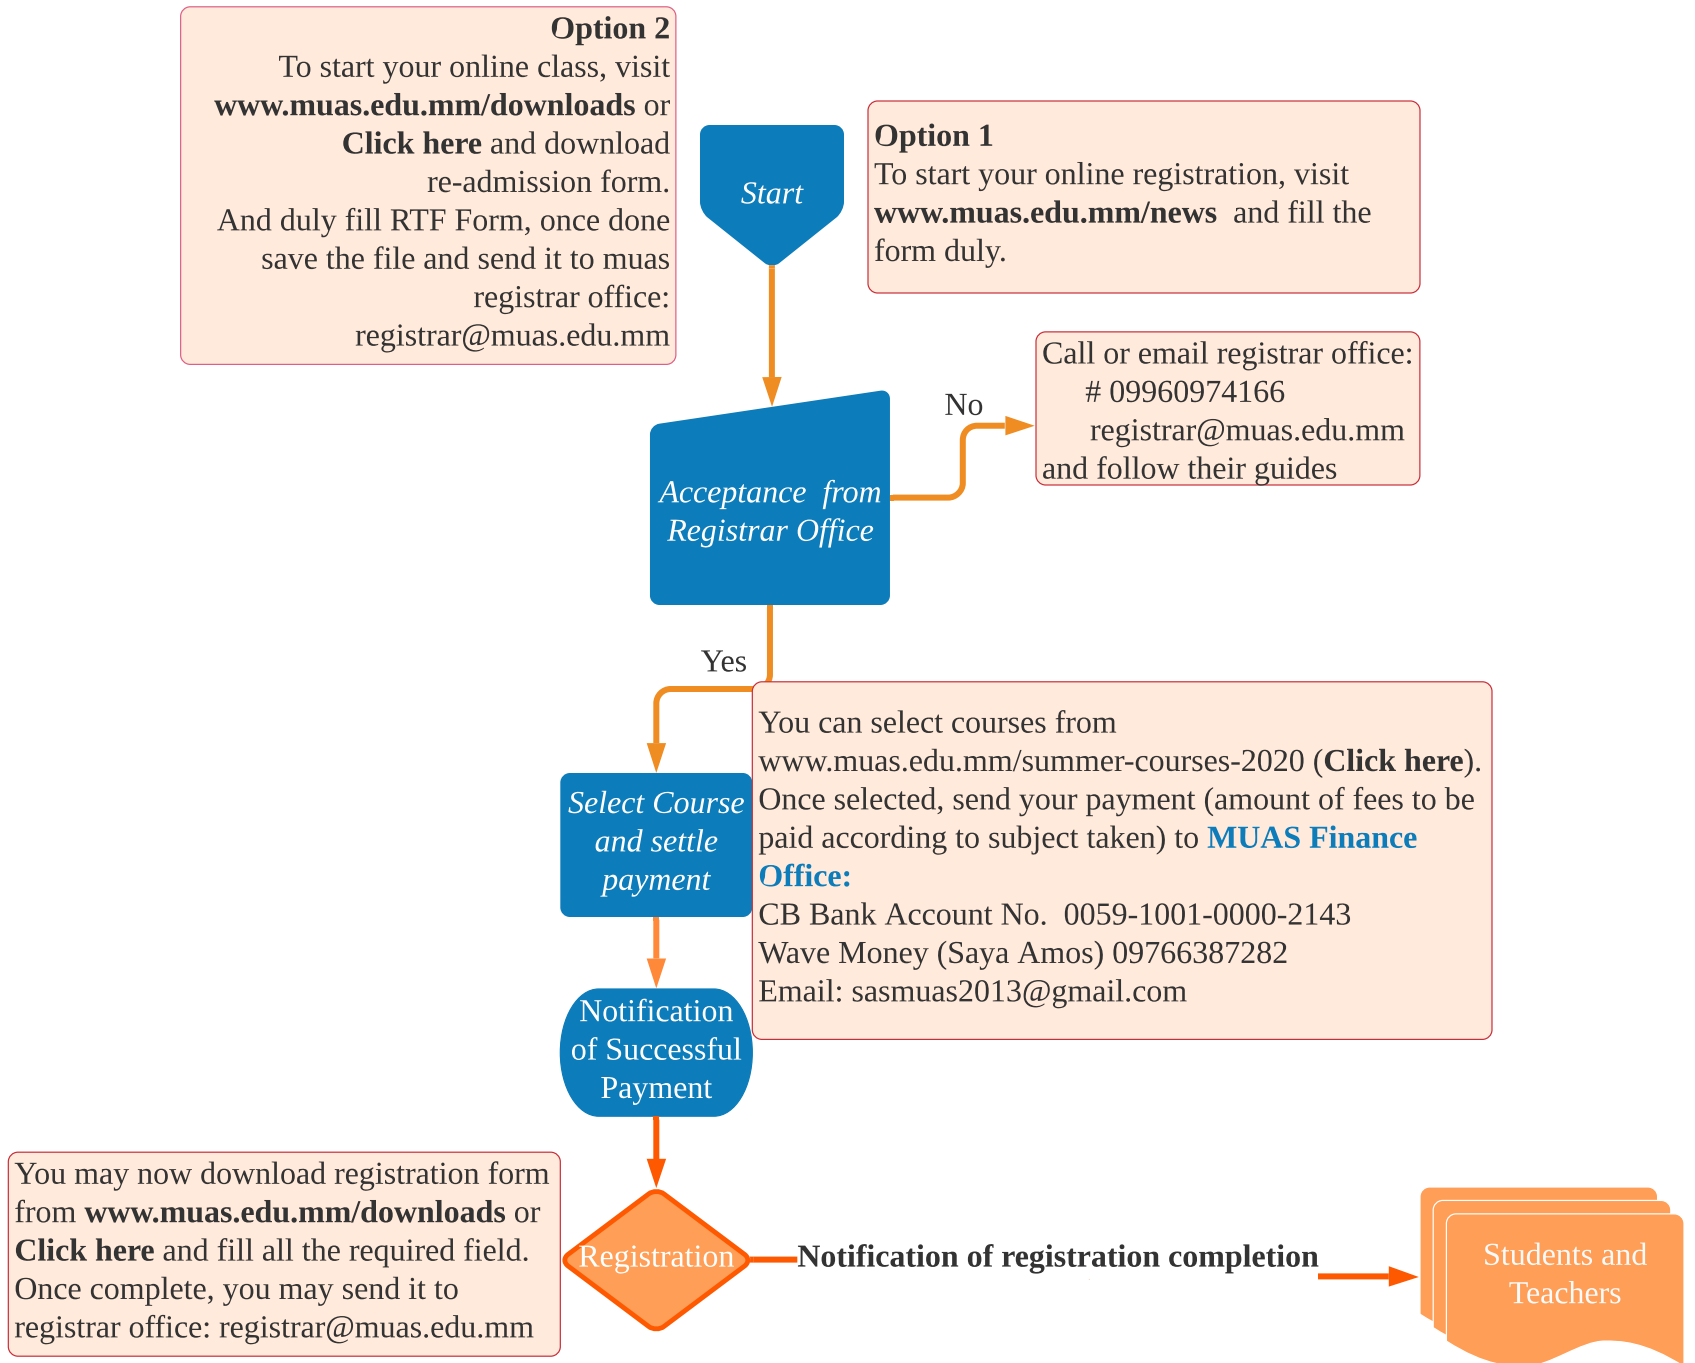 Option 2
To start your online class, visit
www.muas.edu.mm/downloads or
Click here and download
re-admission form.
And duly fill RTF Form, once done
save the file and send it to muas
registrar office:
registrar@muas.edu.mm
Start
Option 1
To start your online registration, visit
www.muas.edu.mm/news  and fill the
form duly.
Acceptance  from
Registrar Office
No
Call or email registrar office:
# 09960974166
registrar@muas.edu.mm
and follow their guides
Yes
Select Course
and settle
payment
You can select courses from
www.muas.edu.mm/summer-courses-2020 (Click here).
Once selected, send your payment (amount of fees to be
paid according to subject taken) to MUAS Finance
Office:
CB Bank Account No.  0059-1001-0000-2143
Wave Money (Saya Amos) 09766387282
Email: sasmuas2013@gmail.com
Notification
of Successful
Payment
You may now download registration form
from www.muas.edu.mm/downloads or
Click here and fill all the required field.
Once complete, you may send it to
registrar office: registrar@muas.edu.mm
Registration
Notification of registration completion
Students and
Teachers